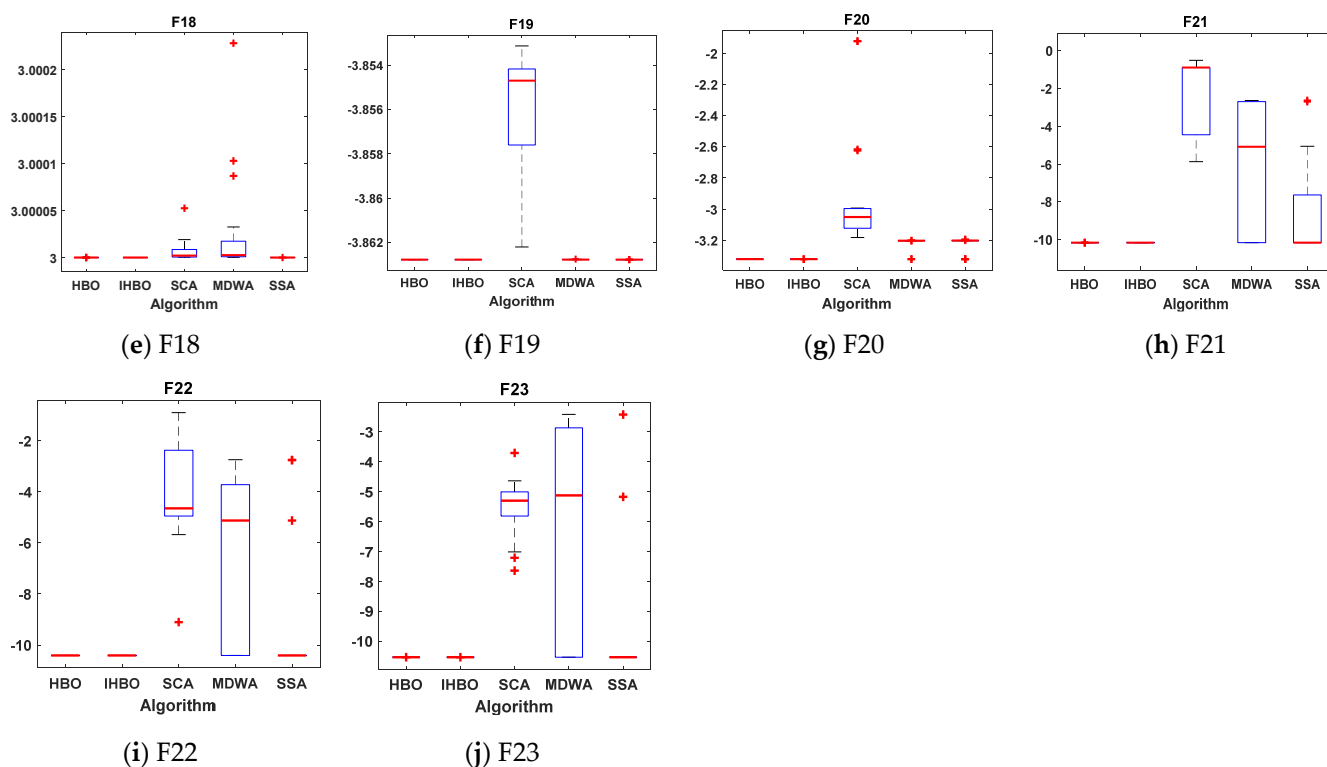 F18
3.0002
3.00015
3.0001
3.00005
3
HBO IHBO SCA MDWA SSA
Algorithm
(e) F18
F19
-3.854
-3.856
-3.858
-3.86
-3.862
HBO IHBO SCA MDWA SSA
Algorithm
(f) F19
F20
-2
-2.2
-2.4
-2.6
-2.8
-3
-3.2
HBO IHBO SCA MDWA SSA
Algorithm
(g) F20
F21
0
-2
-4
-6
-8
-10
HBO IHBO SCA MDWA SSA
Algorithm
(h) F21
F22
-2
-4
-6
-8
-10
HBO IHBO SCA MDWA SSA
Algorithm
(i) F22
F23
-3
-4
-5
-6
-7
-8
-9
-10
HBO IHBO SCA MDWA SSA
Algorithm
(j) F23